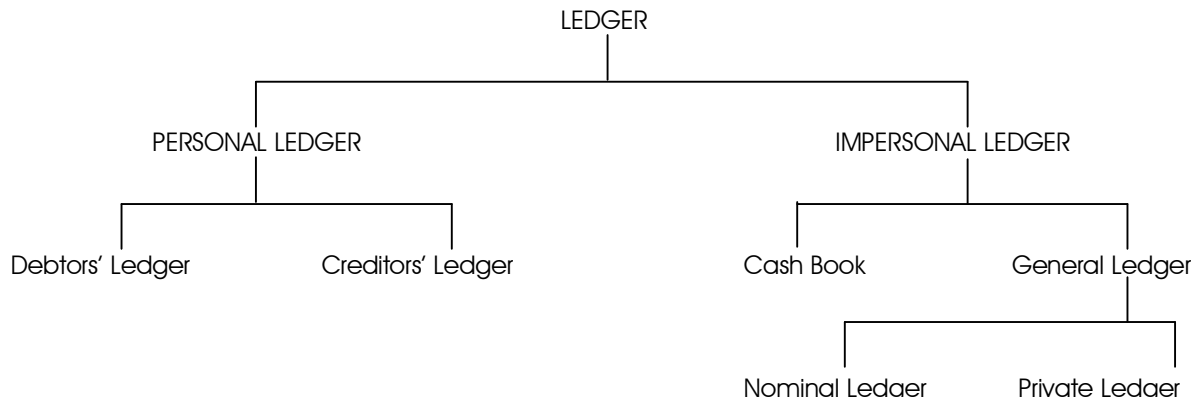 LEDGER
PERSONAL LEDGER IMPERSONAL LEDGER
Debtors’ Ledger Creditors’ Ledger Cash Book General Ledger
Nominal Ledger Private Ledger